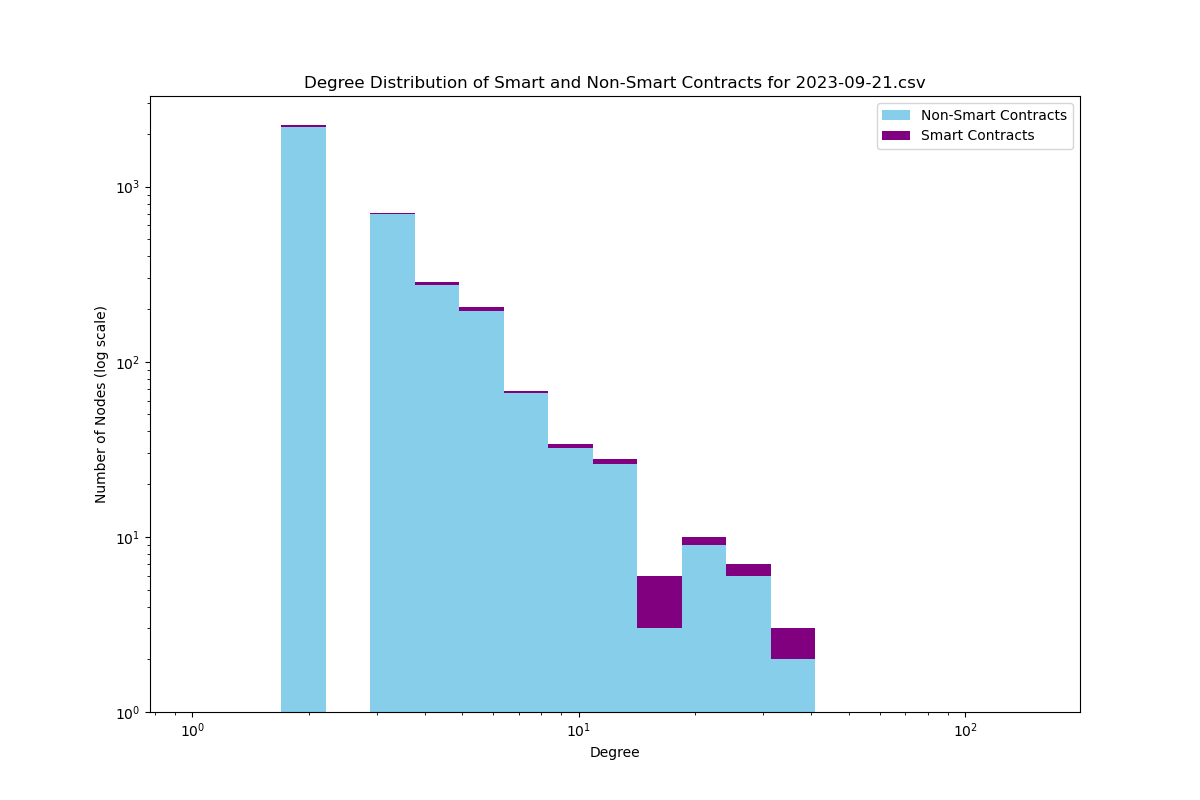 Degree Distribution of Smart and Non-Smart Contracts for 2023-09-21.csv
Non-Smart Contracts
Smart Contracts
Number of Nodes (log scale)
10³
10²
10¹
10⁰
10⁰ 10¹ 10²
Degree